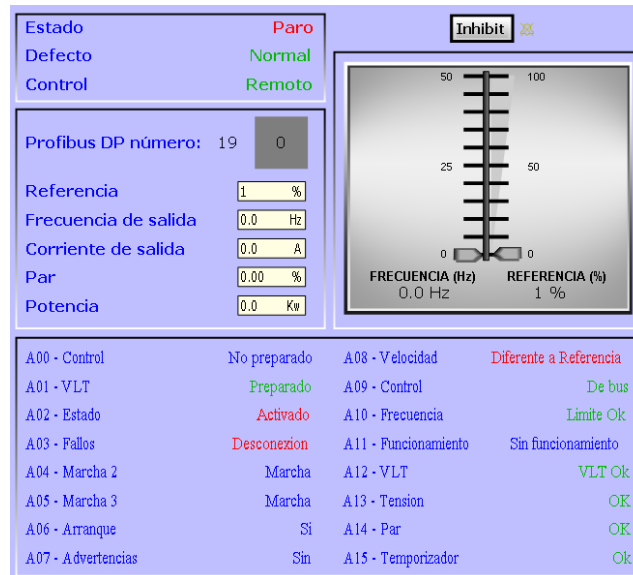 Estado Paro
Defecto Normal
Control Remoto
Inhibit
Profibus DP número: 19 0
Referencia 1 %
Frecuencia de salida 0.0 Hz
Corriente de salida 0.0 A
Par 0.00 %
Potencia 0.0 Kw
50 100
25 50
0 0
FRECUENCIA (Hz) REFERENCIA (%)
0.0 Hz 1 %
A00 - Control No preparado
A01 - VLT Preparado
A02 - Estado Activado
A03 - Fallos Desconexion
A04 - Marcha 2 Marcha
A05 - Marcha 3 Marcha
A06 - Arranque Si
A07 - Advertencias Sin
A08 - Velocidad Diferente a Referencia
A09 - Control De bus
A10 - Frecuencia Limite Ok
A11 - Funcionamiento Sin funcionamiento
A12 - VLT VLT Ok
A13 - Tension OK
A14 - Par OK
A15 - Temporizador Ok